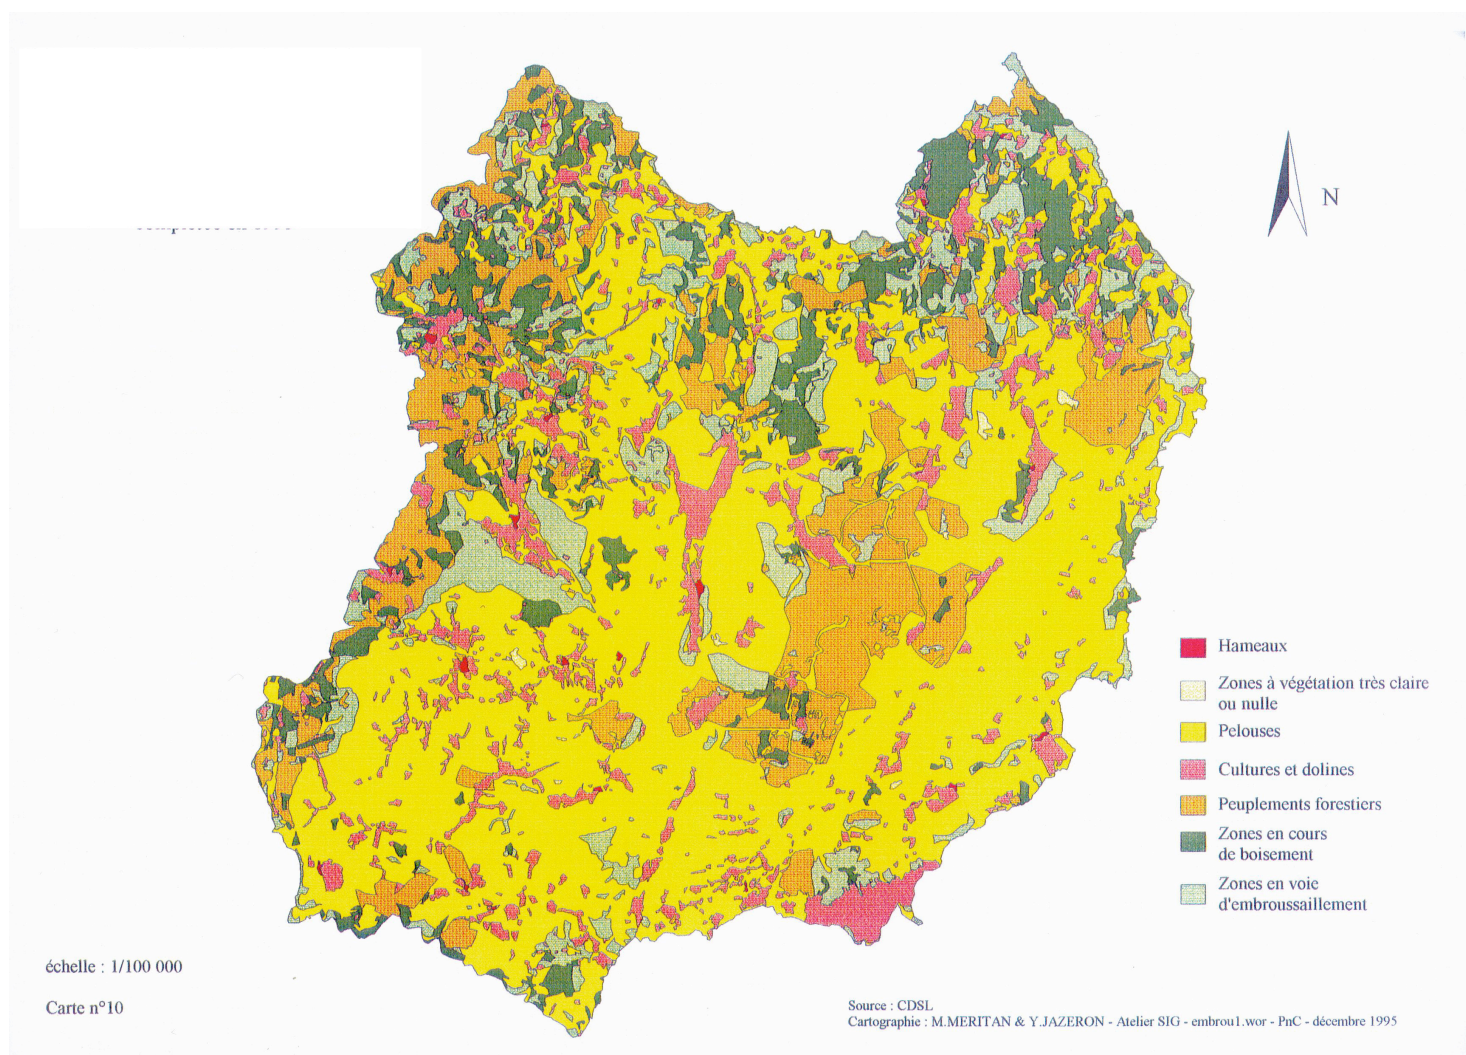 N
Hameaux
Zones à végétation très claire
ou nulle
Pelouses
Cultures et dolines
Peuplements forestiers
Zones en cours
de boisement
Zones en voie
d'embroussaillement
échelle : 1/100 000
Carte n°10
Source : CDSL
Cartographie : M.MERITAN & Y.JAZERON - Atelier SIG - embrou1.wor - PnC - décembre 1995